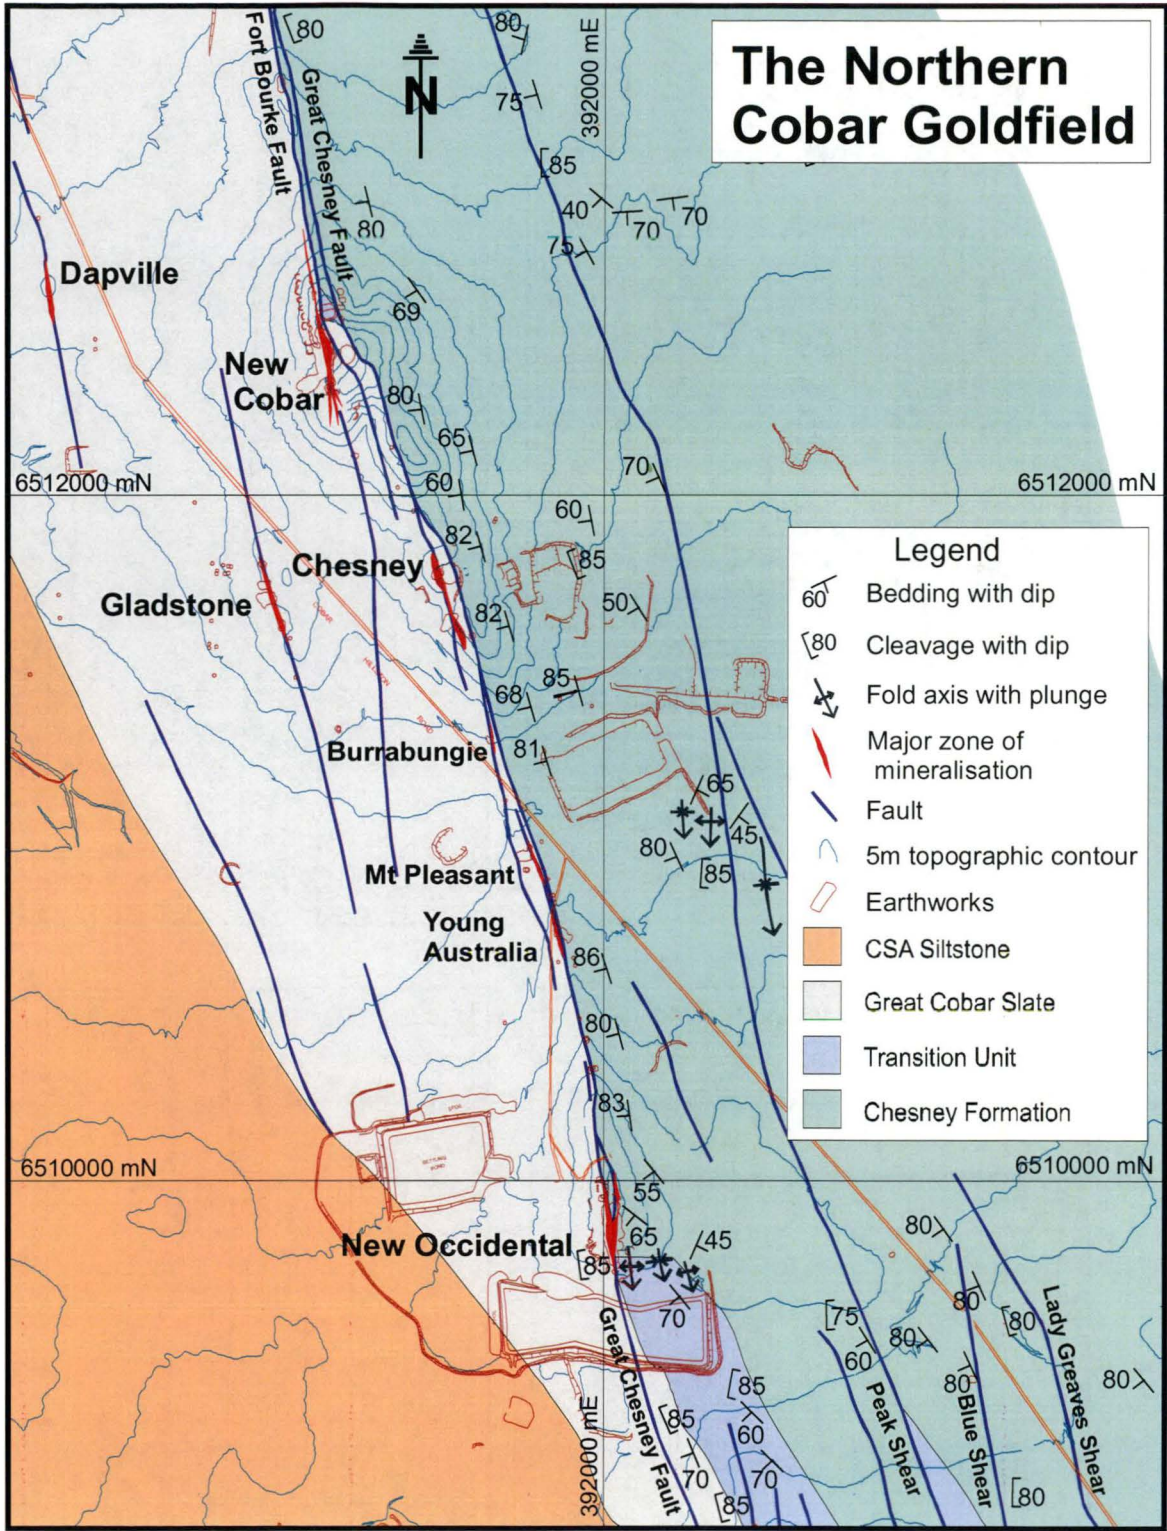 The Northern
Cobar Goldfield
N
392000 mE
Fort Bourke Fault
Great Chesney Fault
80
80
75
85
40
70
70
75
80
Dapville
69
New
Cobar
80
65
70
6512000 mN
6512000 mN
60
60
82
85
Chesney
Gladstone
50
82
85
68
Burrabungie
81
65
45
80
85
Mt Pleasant
Young
Australia
86
80
83
Legend
60 Bedding with dip
80 Cleavage with dip
Fold axis with plunge
Major zone of
mineralisation
Fault
5m topographic contour
Earthworks
CSA Siltstone
Great Cobar Slate
Transition Unit
Chesney Formation
6510000 mN
6510000 mN
55
65
45
80
New Occidental
85
70
80
80
75
80
60
80
80
85
85
60
70
70
85
80
Great Chesney Fault
392000 mE
Peak Shear
Blue Shear
Lady Greaves Shear